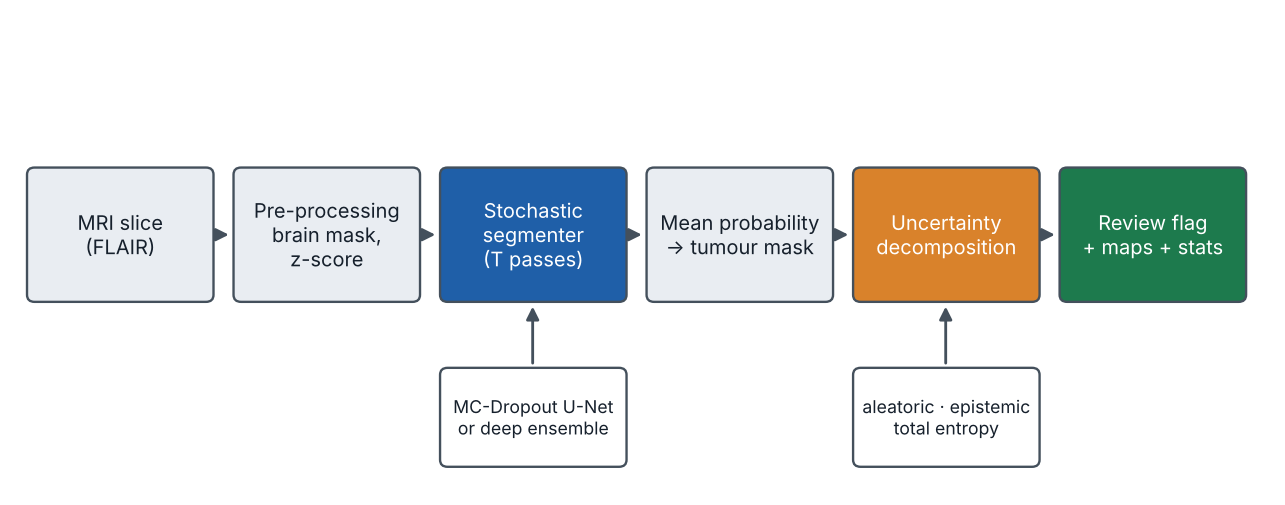 MRI slice
(FLAIR)
Pre-processing
brain mask,
z-score
Stochastic
segmenter
(T passes)
Mean probability
→ tumour mask
Uncertainty
decomposition
Review flag
+ maps + stats
MC-Dropout U-Net
or deep ensemble
aleatoric · epistemic
total entropy